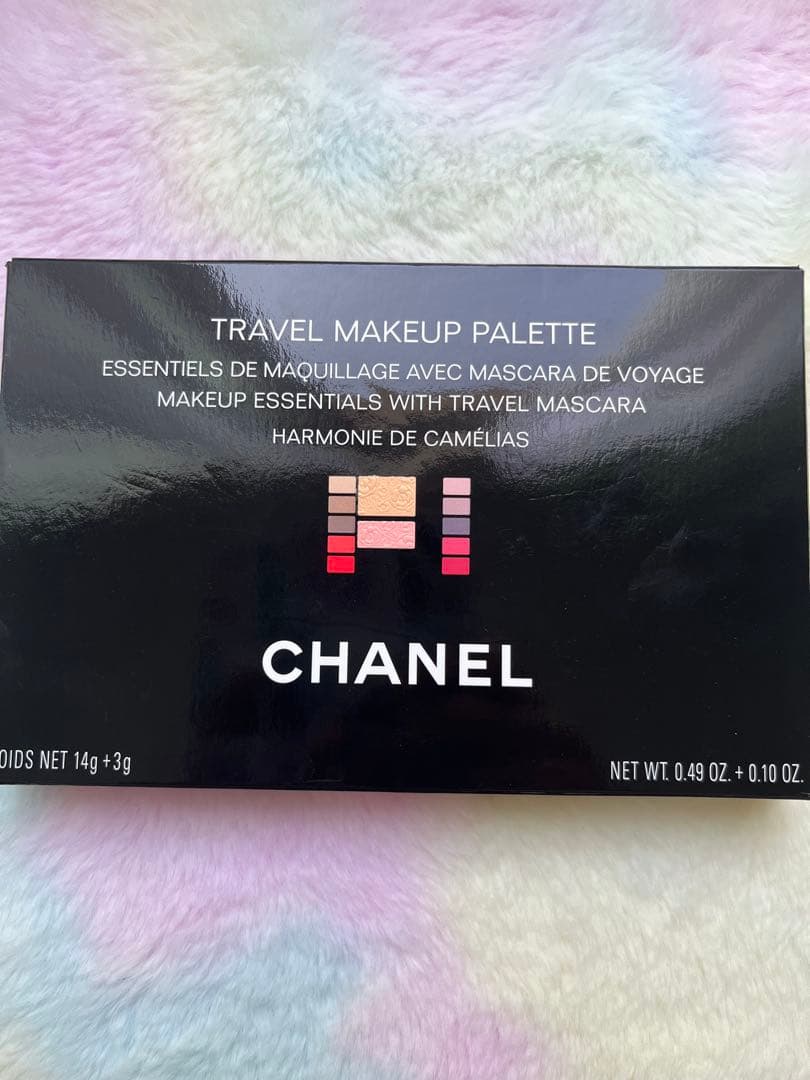 TRAVEL MAKEUP PALETTE
ESSENTIELS DE MAQUILLAGE AVEC MASCARA DE VOYAGE
MAKEUP ESSENTIALS WITH TRAVEL MASCARA
HARMONIE DE CAMÉLIAS
CHANEL
OIDS NET 14g +3g
NET WT. 0.49 OZ. + 0.10 OZ.